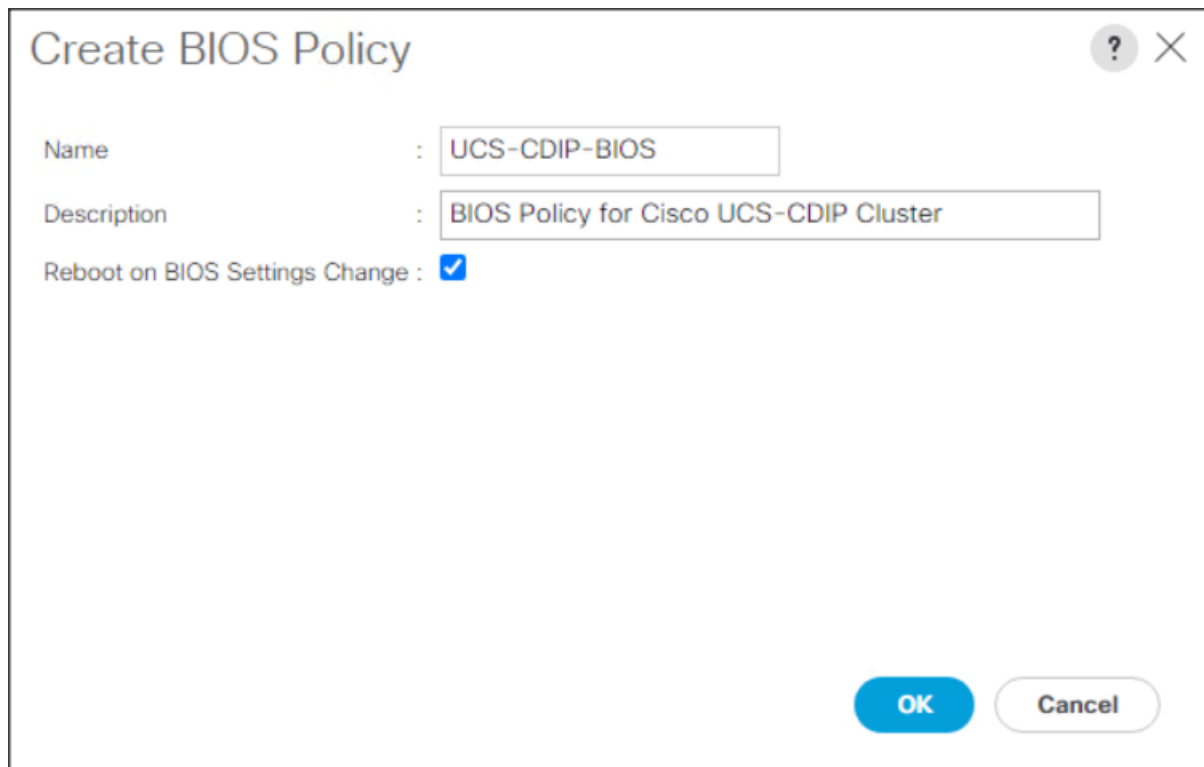 Create BIOS Policy ?
Name : UCS-CDIP-BIOS
Description : BIOS Policy for Cisco UCS-CDIP Cluster
Reboot on BIOS Settings Change :
OK Cancel